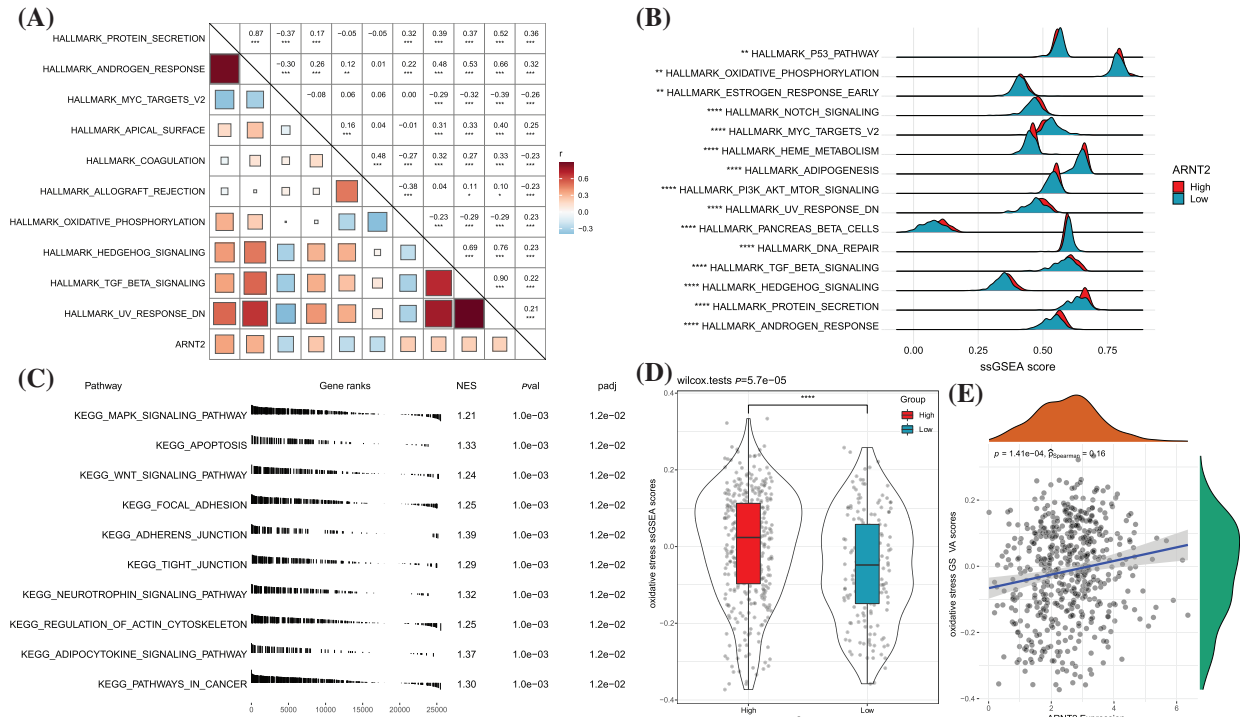 (A)
HALLMARK_PROTEIN_SECRETION 0.87 −0.37 0.17 −0.05 −0.05 0.32 0.39 0.37 0.52 0.36
*** *** *** *** *** *** *** ***
HALLMARK_ANDROGEN_RESPONSE −0.30 0.26 0.12 0.01 0.22 0.48 0.53 0.66 0.32
*** *** ** *** *** *** *** ***
HALLMARK_MYC_TARGETS_V2 −0.08 0.06 0.06 0.00 −0.29 −0.32 −0.39 −0.26
*** *** *** ***
HALLMARK_APICAL_SURFACE 0.16 0.04 −0.01 0.31 0.33 0.40 0.25
*** *** *** *** ***
HALLMARK_COAGULATION 0.48 −0.27 0.32 0.27 0.33 −0.23
*** *** *** *** *** ***
HALLMARK_ALLOGRAFT_REJECTION −0.38 0.04 0.11 0.10 −0.23
*** * * ***
HALLMARK_OXIDATIVE_PHOSPHORYLATION −0.23 −0.29 −0.29 0.23
*** *** *** ***
HALLMARK_HEDGEHOG_SIGNALING 0.69 0.76 0.23
*** *** ***
HALLMARK_TGF_BETA_SIGNALING 0.90 0.22
*** ***
HALLMARK_UV_RESPONSE_DN 0.21
***
ARNT2
r
0.6
0.3
0.0
−0.3
(B)
** HALLMARK_P53_PATHWAY
** HALLMARK_OXIDATIVE_PHOSPHORYLATION
** HALLMARK_ESTROGEN_RESPONSE_EARLY
**** HALLMARK_NOTCH_SIGNALING
**** HALLMARK_MYC_TARGETS_V2
**** HALLMARK_HEME_METABOLISM
**** HALLMARK_ADIPOGENESIS
**** HALLMARK_PI3K_AKT_MTOR_SIGNALING
**** HALLMARK_UV_RESPONSE_DN
**** HALLMARK_PANCREAS_BETA_CELLS
**** HALLMARK_DNA_REPAIR
**** HALLMARK_TGF_BETA_SIGNALING
**** HALLMARK_HEDGEHOG_SIGNALING
**** HALLMARK_PROTEIN_SECRETION
**** HALLMARK_ANDROGEN_RESPONSE
0.00 0.25 0.50 0.75
ssGSEA score
ARNT2
High
Low
(C)
Pathway Gene ranks NES Pval padj
KEGG_MAPK_SIGNALING_PATHWAY 1.21 1.0e−03 1.2e−02
KEGG_APOPTOSIS 1.33 1.0e−03 1.2e−02
KEGG_WNT_SIGNALING_PATHWAY 1.24 1.0e−03 1.2e−02
KEGG_FOCAL_ADHESION 1.25 1.0e−03 1.2e−02
KEGG_ADHERENS_JUNCTION 1.39 1.0e−03 1.2e−02
KEGG_TIGHT_JUNCTION 1.29 1.0e−03 1.2e−02
KEGG_NEUROTROPHIN_SIGNALING_PATHWAY 1.32 1.0e−03 1.2e−02
KEGG_REGULATION_OF_ACTIN_CYTOSKELETON 1.25 1.0e−03 1.2e−02
KEGG_ADIPOCYTOKINE_SIGNALING_PATHWAY 1.37 1.0e−03 1.2e−02
KEGG_PATHWAYS_IN_CANCER 1.30 1.0e−03 1.2e−02
0 5000 10000 15000 20000 25000
(D)
wilcox.tests P=5.7e−05
****
Group
High
Low
oxidative stress ssGSEA scores
0.4
0.2
0.0
−0.2
−0.4
High Low
(E)
p = 1.41e−04, ρ̂Spearman = 0.16
oxidative stress GS VA scores
0.2
0.0
−0.2
−0.4
0 2 4 6
ARNT2 Expression